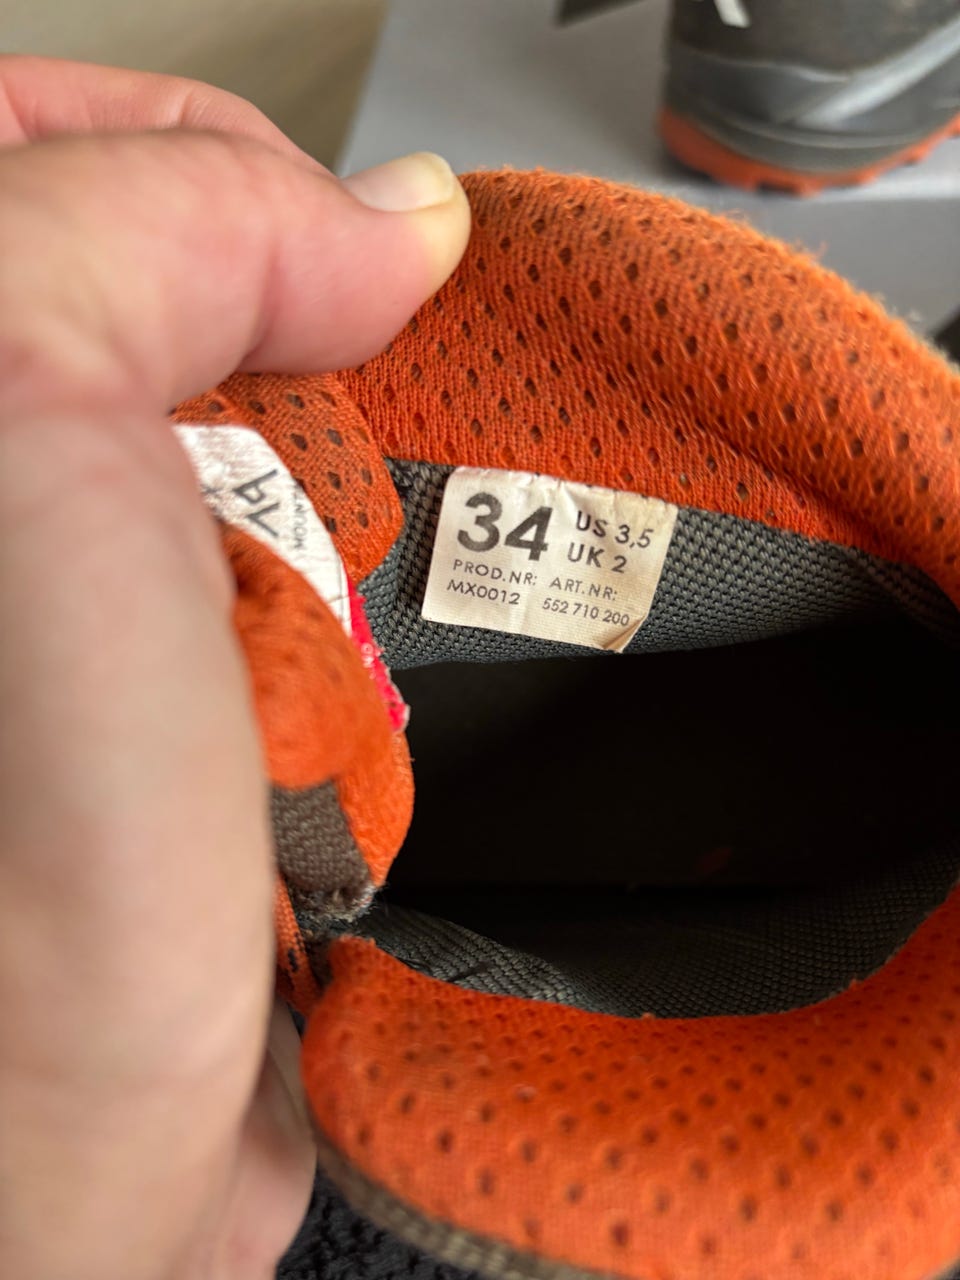 34
US 3,5
UK 2
PROD.NR: ART.NR:
MX0012 552 710 200